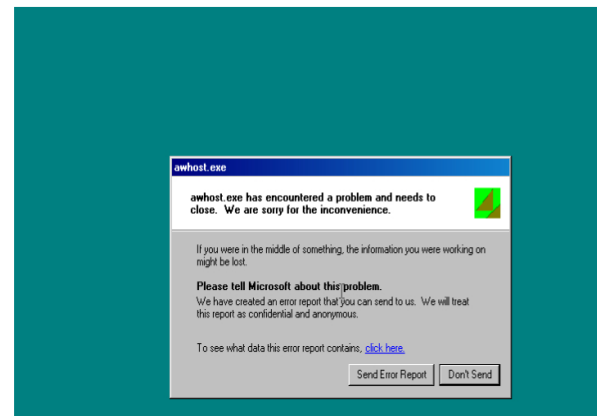 awhost.exe
awhost.exe has encountered a problem and needs to
close.  We are sorry for the inconvenience.
If you were in the middle of something, the information you were working on
might be lost.
Please tell Microsoft about this problem.
We have created an error report that you can send to us.  We will treat
this report as confidential and anonymous.
To see what data this error report contains, click here.
Send Error Report
Don't Send